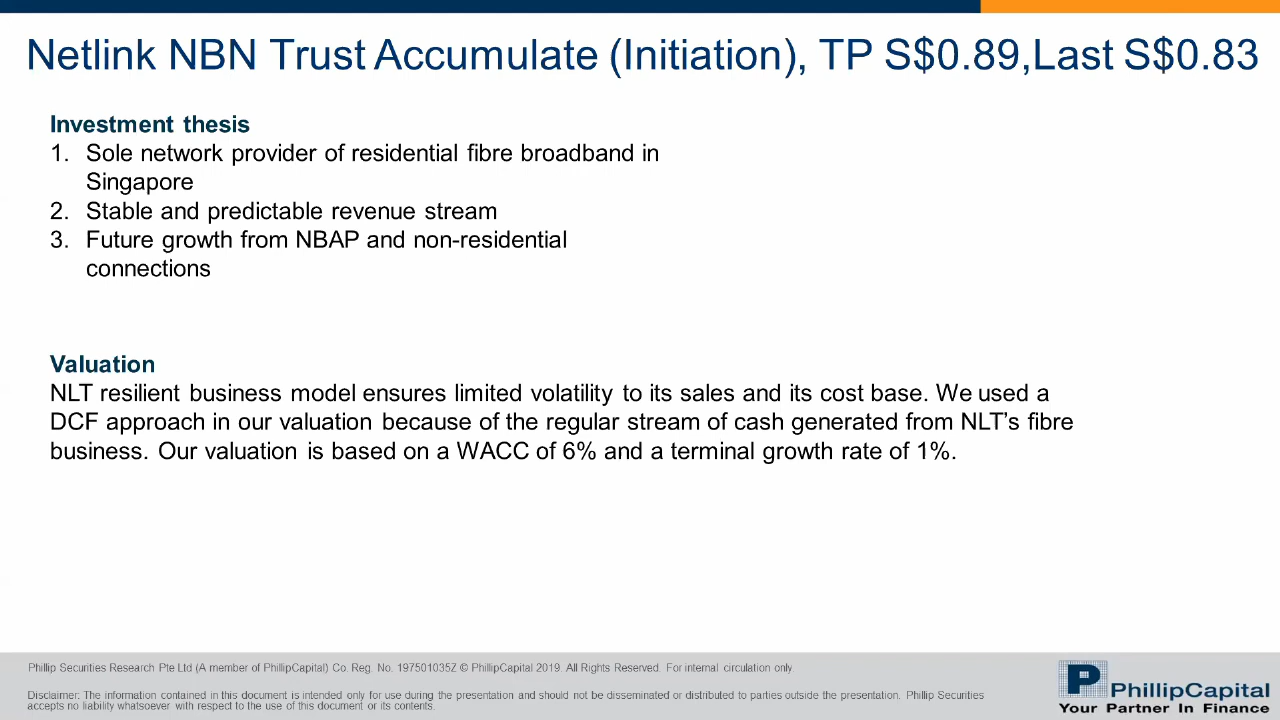 Netlink NBN Trust Accumulate (Initiation), TP S$0.89,Last S$0.83
Investment thesis
1. Sole network provider of residential fibre broadband in
Singapore
2. Stable and predictable revenue stream
3. Future growth from NBAP and non-residential
connections
Valuation
NLT resilient business model ensures limited volatility to its sales and its cost base. We used a
DCF approach in our valuation because of the regular stream of cash generated from NLT’s fibre
business. Our valuation is based on a WACC of 6% and a terminal growth rate of 1%.
Phillip Securities Research Pte Ltd (A member of PhillipCapital) Co. Reg. No. 197501035Z © PhillipCapital 2019. All Rights Reserved. For internal circulation only.
Disclaimer: The information contained in this document is intended only for use during the presentation and should not be disseminated or distributed to parties outside the presentation. Phillip Securities
accepts no liability whatsoever with respect to the use of this document or its contents.
P
PhillipCapital
Your Partner In Finance